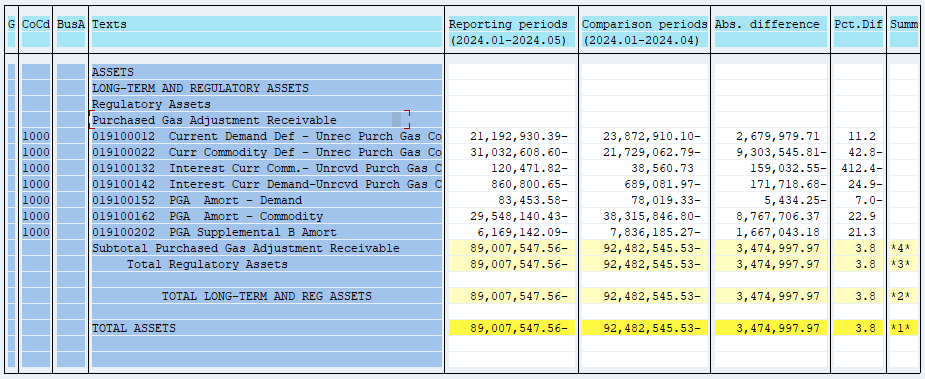 G CoCd BusA Texts Reporting periods Comparison periods Abs. difference Pct.Dif Summ
(2024.01-2024.05) (2024.01-2024.04)
ASSETS
LONG-TERM AND REGULATORY ASSETS
Regulatory Assets
Purchased Gas Adjustment Receivable
1000 019100012 Current Demand Def - Unrec Purch Gas Co 21,192,930.39- 23,872,910.10- 2,679,979.71 11.2
1000 019100022 Curr Commodity Def - Unrec Purch Gas Co 31,032,608.60- 21,729,062.79- 9,303,545.81- 42.8-
1000 019100132 Interest Curr Comm.- Unrcvd Purch Gas C 120,471.82- 38,560.73 159,032.55- 412.4-
1000 019100142 Interest Curr Demand-Unrcvd Purch Gas C 860,800.65- 689,081.97- 171,718.68- 24.9-
1000 019100152 PGA Amort - Demand 83,453.58- 78,019.33- 5,434.25- 7.0-
1000 019100162 PGA Amort - Commodity 29,548,140.43- 38,315,846.80- 8,767,706.37 22.9
1000 019100202 PGA Supplemental B Amort 6,169,142.09- 7,836,185.27- 1,667,043.18 21.3
Subtotal Purchased Gas Adjustment Receivable 89,007,547.56- 92,482,545.53- 3,474,997.97 3.8 *4*
Total Regulatory Assets 89,007,547.56- 92,482,545.53- 3,474,997.97 3.8 *3*
TOTAL LONG-TERM AND REG ASSETS 89,007,547.56- 92,482,545.53- 3,474,997.97 3.8 *2*
TOTAL ASSETS 89,007,547.56- 92,482,545.53- 3,474,997.97 3.8 *1*